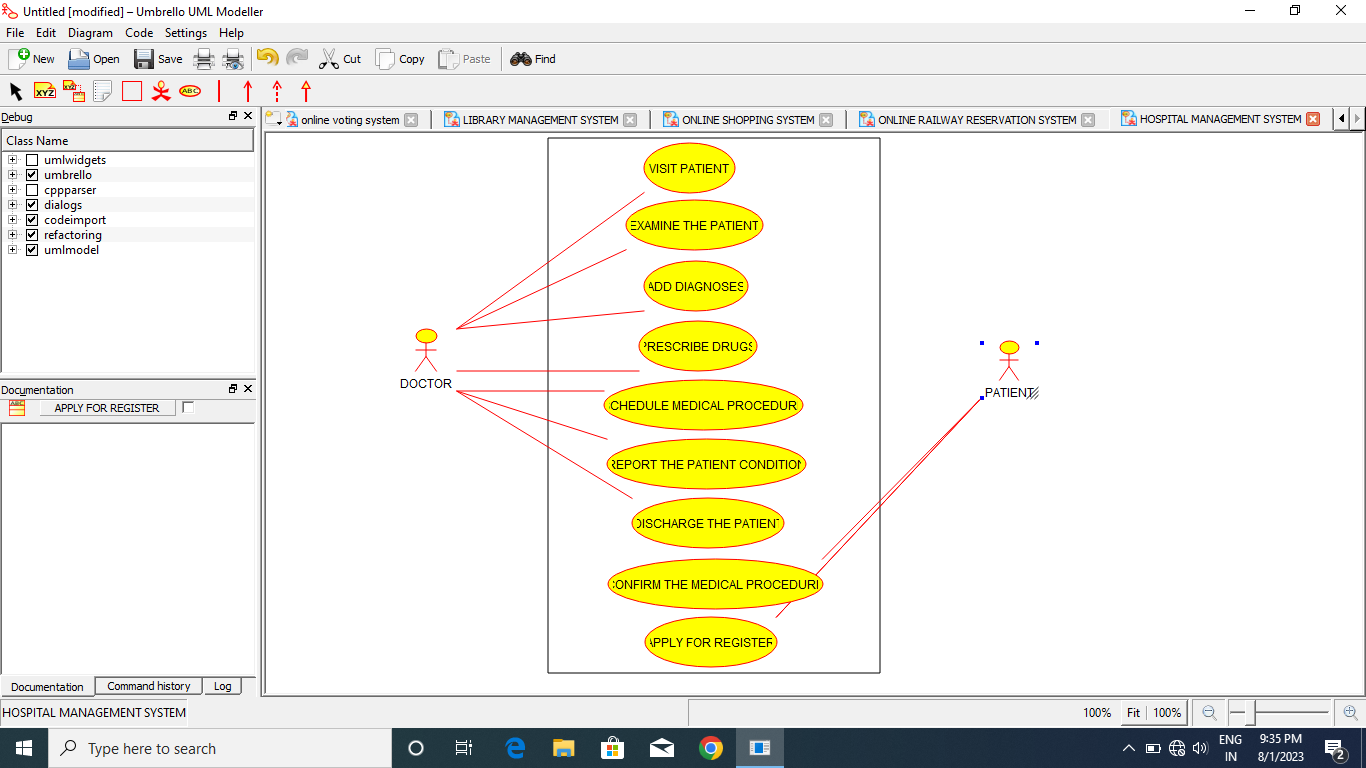 Untitled [modified] – Umbrello UML Modeller
File Edit Diagram Code Settings Help
New Open Save Cut Copy Paste Find
XYZ XYZ ABC
Debug
online voting system LIBRARY MANAGEMENT SYSTEM ONLINE SHOPPING SYSTEM ONLINE RAILWAY RESERVATION SYSTEM HOSPITAL MANAGEMENT SYSTEM
Class Name
umlwidgets
umbrello
cppparser
dialogs
codeimport
refactoring
umlmodel
Documentation
APPLY FOR REGISTER
Documentation Command history Log
VISIT PATIENT
EXAMINE THE PATIENT
ADD DIAGNOSES
PRESCRIBE DRUGS
DOCTOR
PATIENT
CHEDULE MEDICAL PROCEDUR
REPORT THE PATIENT CONDITION
DISCHARGE THE PATIENT
CONFIRM THE MEDICAL PROCEDURE
APPLY FOR REGISTER
HOSPITAL MANAGEMENT SYSTEM
100% Fit 100%
Type here to search
ENG
IN
9:35 PM
8/1/2023
2